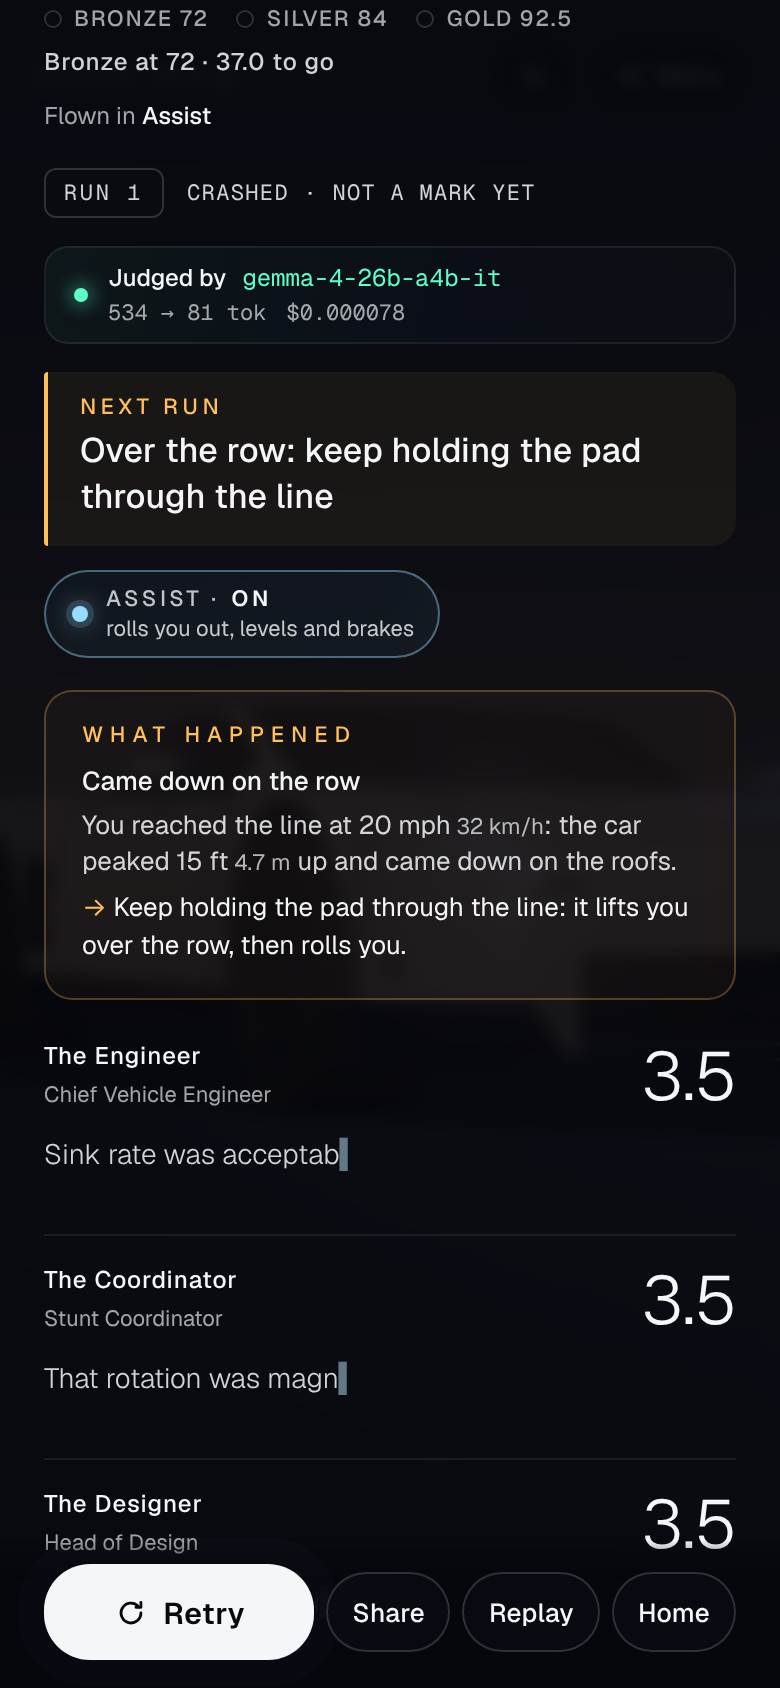 BRONZE 72 SILVER 84 GOLD 92.5
Bronze at 72 · 37.0 to go
Flown in Assist
RUN 1 CRASHED · NOT A MARK YET
Judged by gemma-4-26b-a4b-it
534 → 81 tok $0.000078
NEXT RUN
Over the row: keep holding the pad
through the line
ASSIST · ON
rolls you out, levels and brakes
WHAT HAPPENED
Came down on the row
You reached the line at 20 mph 32 km/h: the car
peaked 15 ft 4.7 m up and came down on the roofs.
→ Keep holding the pad through the line: it lifts you
over the row, then rolls you.
The Engineer 3.5
Chief Vehicle Engineer
Sink rate was acceptab
The Coordinator 3.5
Stunt Coordinator
That rotation was magn
The Designer 3.5
Head of Design
Retry Share Replay Home